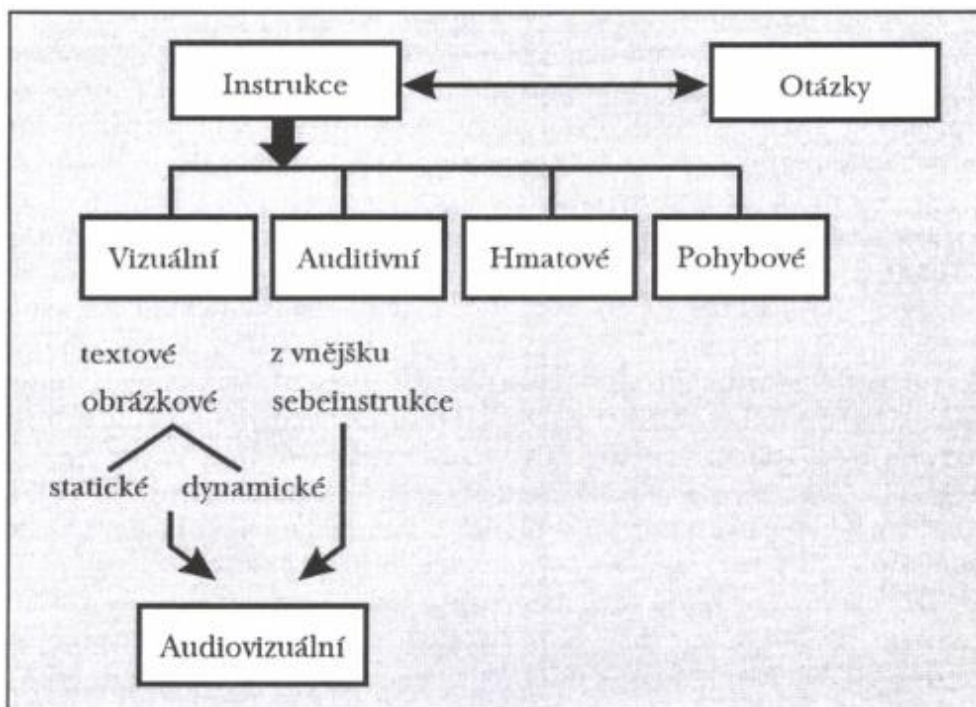 Instrukce
Otázky
Vizuální
Auditivní
Hmatové
Pohybové
textové
z vnějšku
obrázkové
sebeinstrukce
statické
dynamické
Audiovizuální